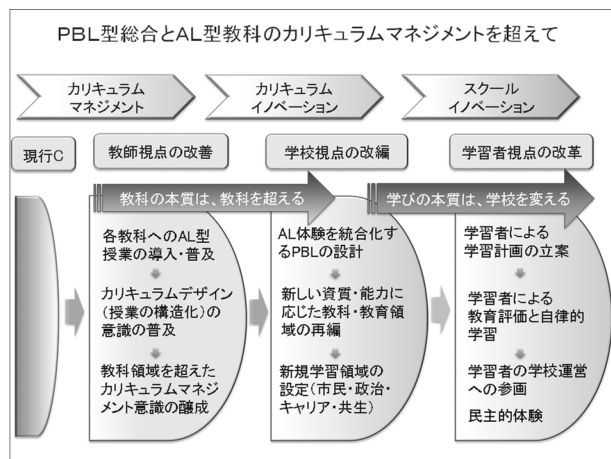 PBL型総合とAL型教科のカリキュラムマネジメントを超えて
カリキュラム
マネジメント
カリキュラム
イノベーション
スクール
イノベーション
現行C
教師視点の改善
学校視点の改編
学習者視点の改革
教科の本質は、教科を超える
学びの本質は、学校を変える
各教科へのAL型
授業の導入・普及
カリキュラムデザイン
(授業の構造化)の
意識の普及
教科領域を超えた
カリキュラムマネジ
メント意識の醸成
AL体験を統合化す
るPBLの設計
新しい資質・能力に
応じた教科・教育領
域の再編
新規学習領域の
設定(市民・政治・
キャリア・共生)
学習者による
学習計画の立案
学習者による
教育評価と自律的
学習
学習者の学校運営
への参画
民主的体験